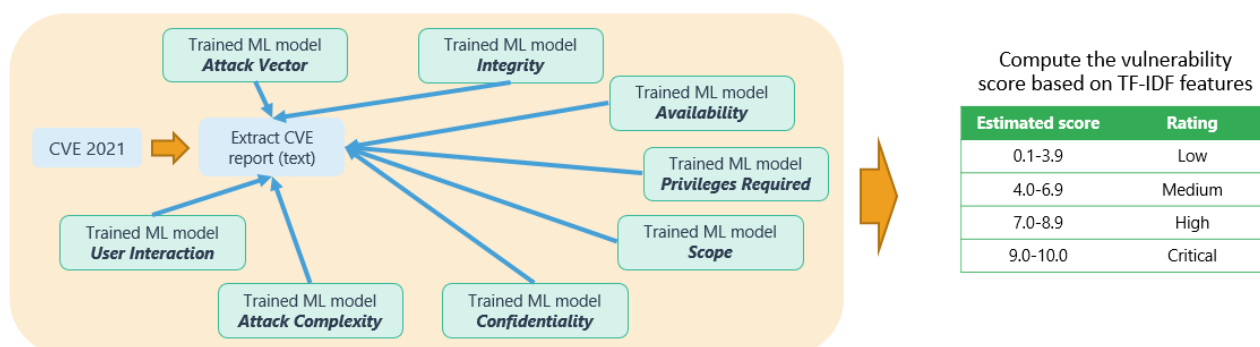 Trained ML model
Attack Vector
Trained ML model
Integrity
Trained ML model
Availability
CVE 2021
Extract CVE
report (text)
Trained ML model
Privileges Required
Trained ML model
User Interaction
Trained ML model
Scope
Trained ML model
Attack Complexity
Trained ML model
Confidentiality
Compute the vulnerability
score based on TF-IDF features
Estimated score Rating
0.1-3.9 Low
4.0-6.9 Medium
7.0-8.9 High
9.0-10.0 Critical